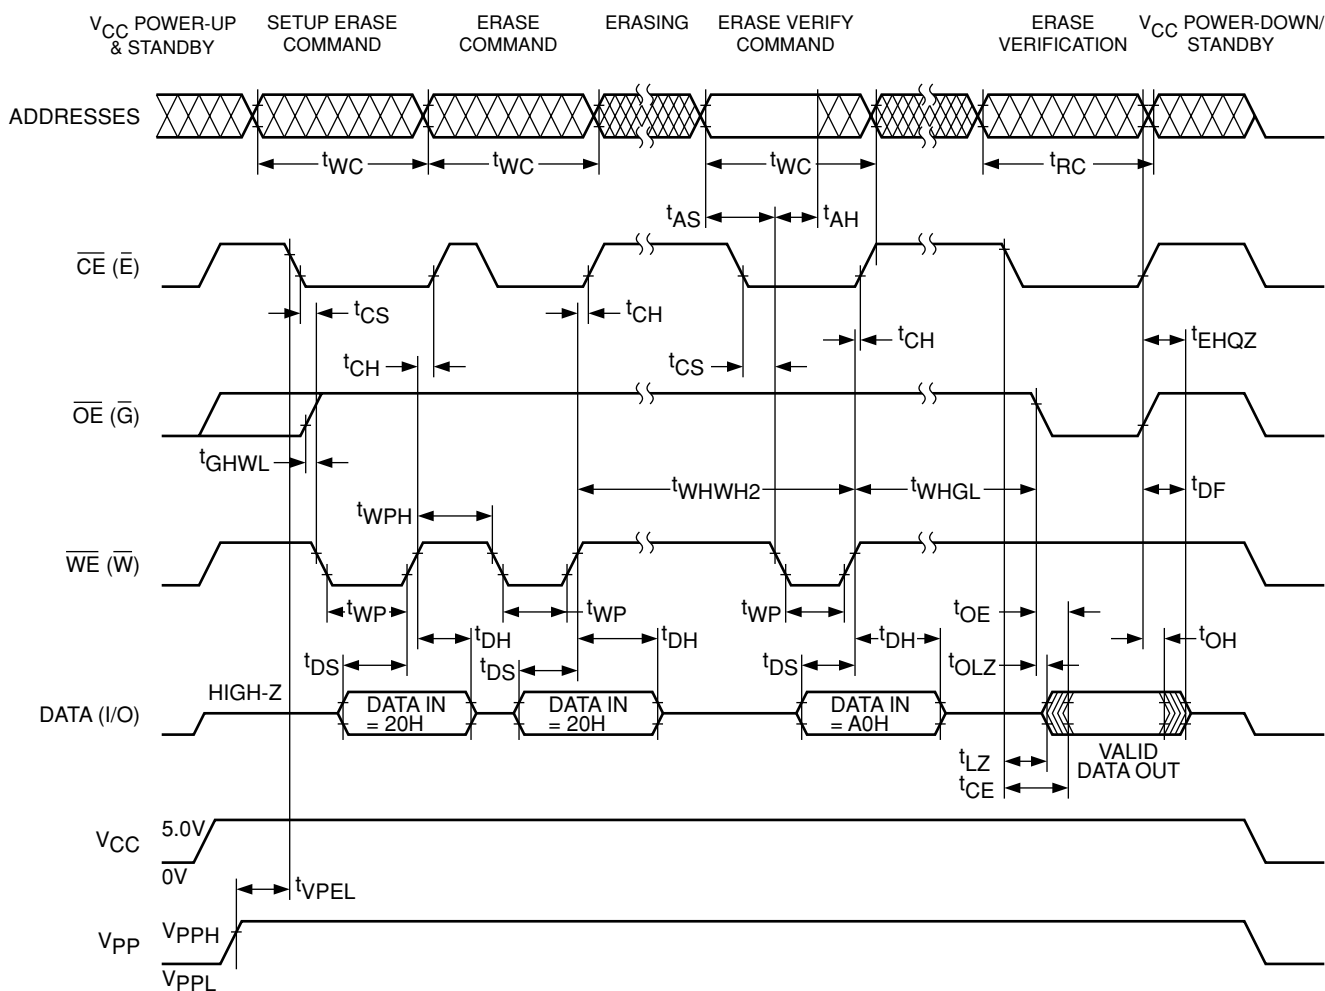 VCC POWER-UP
& STANDBY
SETUP ERASE
COMMAND
ERASE
COMMAND
ERASING
ERASE VERIFY
COMMAND
ERASE
VERIFICATION
VCC POWER-DOWN/
STANDBY
ADDRESSES
tWC
tWC
tWC
tRC
tAS
tAH
CE (E)
tCS
tCH
tCH
tCS
tCH
tEHQZ
OE (G)
tGHWL
tWHWH2
tWHGL
tDF
tWPH
WE (W)
tWP
tWP
tWP
tOE
tDH
tDH
tDH
tOH
tDS
tDS
tDS
tOLZ
HIGH-Z
DATA (I/O)
DATA IN
= 20H
DATA IN
= 20H
DATA IN
= A0H
VALID
DATA OUT
tLZ
tCE
VCC
5.0V
0V
tVPEL
VPP
VPPH
VPPL